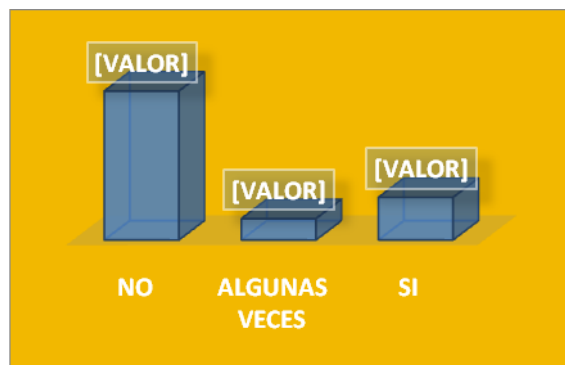 [VALOR]
[VALOR]
[VALOR]
NO
ALGUNAS
VECES
SI